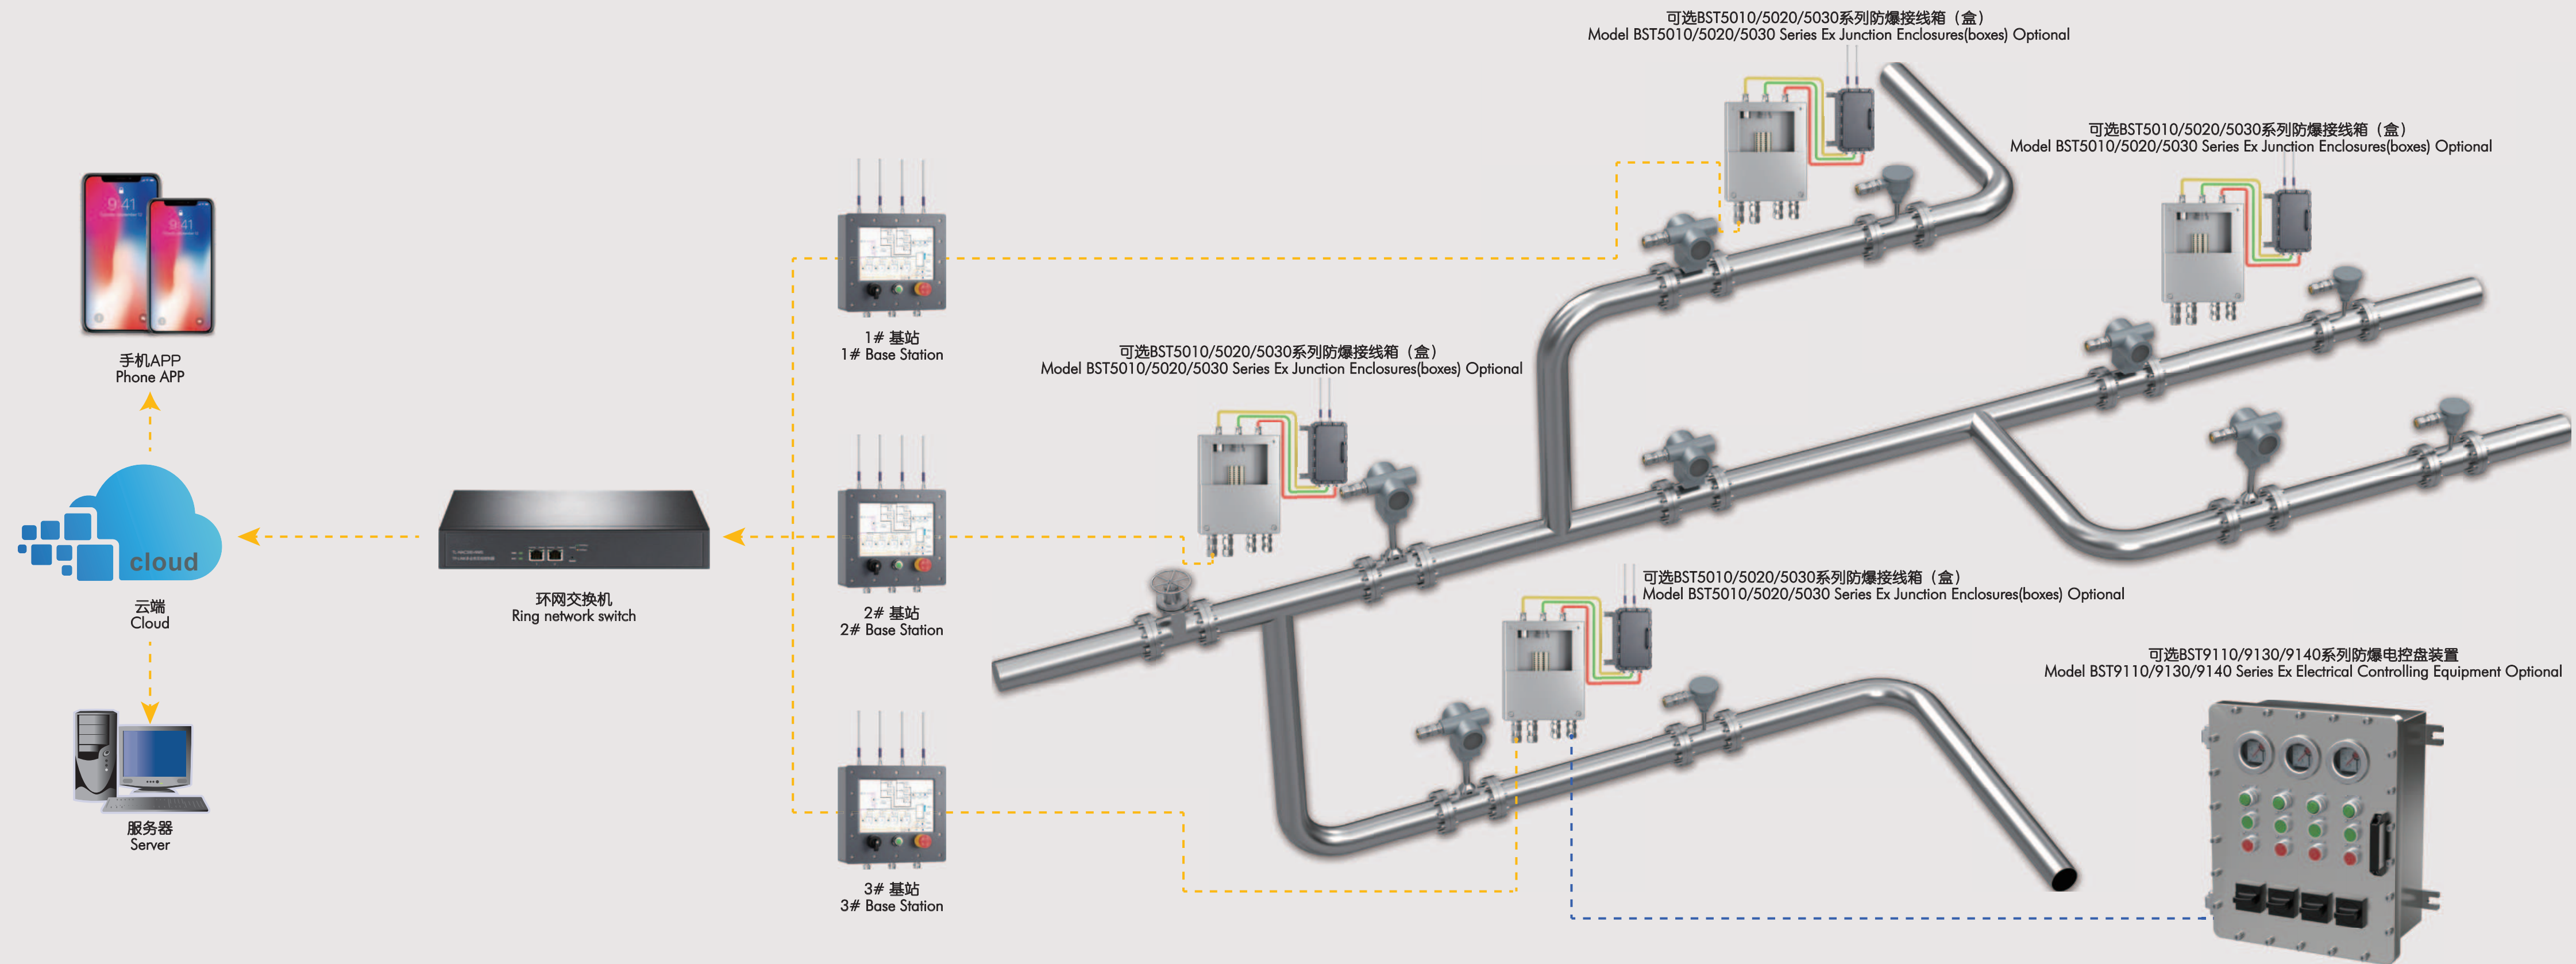 可选BST5010/5020/5030系列防爆接线箱（盒）
Model BST5010/5020/5030 Series Ex Junction Enclosures(boxes) Optional
可选BST5010/5020/5030系列防爆接线箱（盒）
Model BST5010/5020/5030 Series Ex Junction Enclosures(boxes) Optional
9:41
9:41
手机APP
Phone APP
1# 基站
1# Base Station
可选BST5010/5020/5030系列防爆接线箱（盒）
Model BST5010/5020/5030 Series Ex Junction Enclosures(boxes) Optional
cloud
云端
Cloud
环网交换机
Ring network switch
2# 基站
2# Base Station
可选BST5010/5020/5030系列防爆接线箱（盒）
Model BST5010/5020/5030 Series Ex Junction Enclosures(boxes) Optional
可选BST9110/9130/9140系列防爆电控盘装置
Model BST9110/9130/9140 Series Ex Electrical Controlling Equipment Optional
服务器
Server
3# 基站
3# Base Station